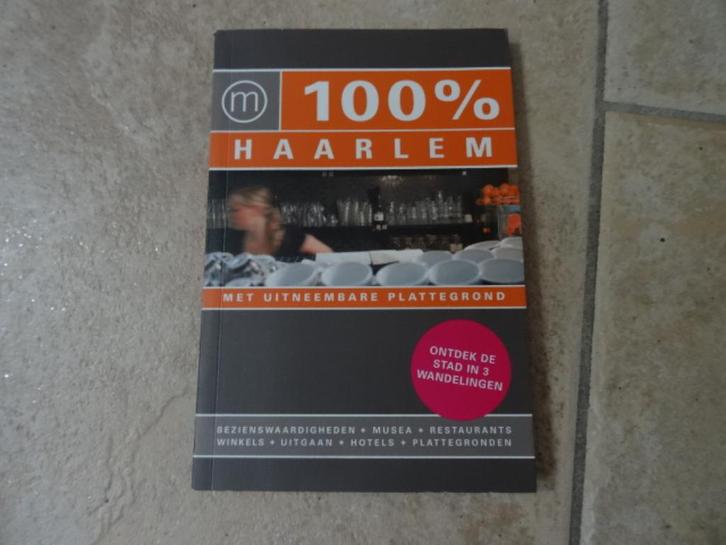 m
100%
HAARLEM
MET UITNEEMBARE PLATTEGROND
ONTDEK DE
STAD IN 3
WANDELINGEN
BEZIENSWAARDIGHEDEN + MUSEA + RESTAURANTS
WINKELS + UITGAAN + HOTELS + PLATTEGRONDEN